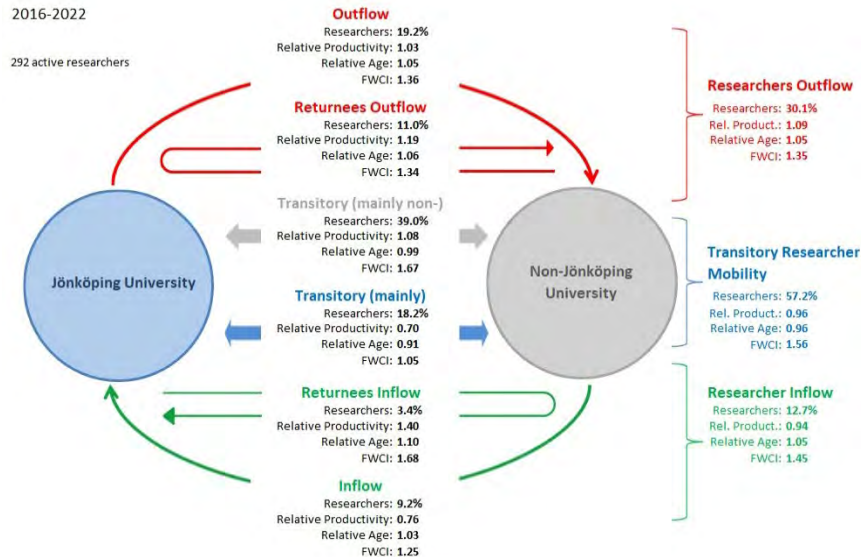 2016-2022
292 active researchers
Outflow
Researchers: 19.2%
Relative Productivity: 1.03
Relative Age: 1.05
FWCI: 1.36
Returnees Outflow
Researchers: 11.0%
Relative Productivity: 1.19
Relative Age: 1.06
FWCI: 1.34
Transitory (mainly non-)
Researchers: 39.0%
Relative Productivity: 1.08
Relative Age: 0.99
FWCI: 1.67
Jönköping University
Non-Jönköping
University
Transitory (mainly)
Researchers: 18.2%
Relative Productivity: 0.70
Relative Age: 0.91
FWCI: 1.05
Returnees Inflow
Researchers: 3.4%
Relative Productivity: 1.40
Relative Age: 1.10
FWCI: 1.68
Inflow
Researchers: 9.2%
Relative Productivity: 0.76
Relative Age: 1.03
FWCI: 1.25
Researchers Outflow
Researchers: 30.1%
Rel. Product.: 1.09
Relative Age: 1.05
FWCI: 1.35
Transitory Researcher
Mobility
Researchers: 57.2%
Rel. Product.: 0.96
Relative Age: 0.96
FWCI: 1.56
Researcher Inflow
Researchers: 12.7%
Rel. Product.: 0.94
Relative Age: 1.05
FWCI: 1.45